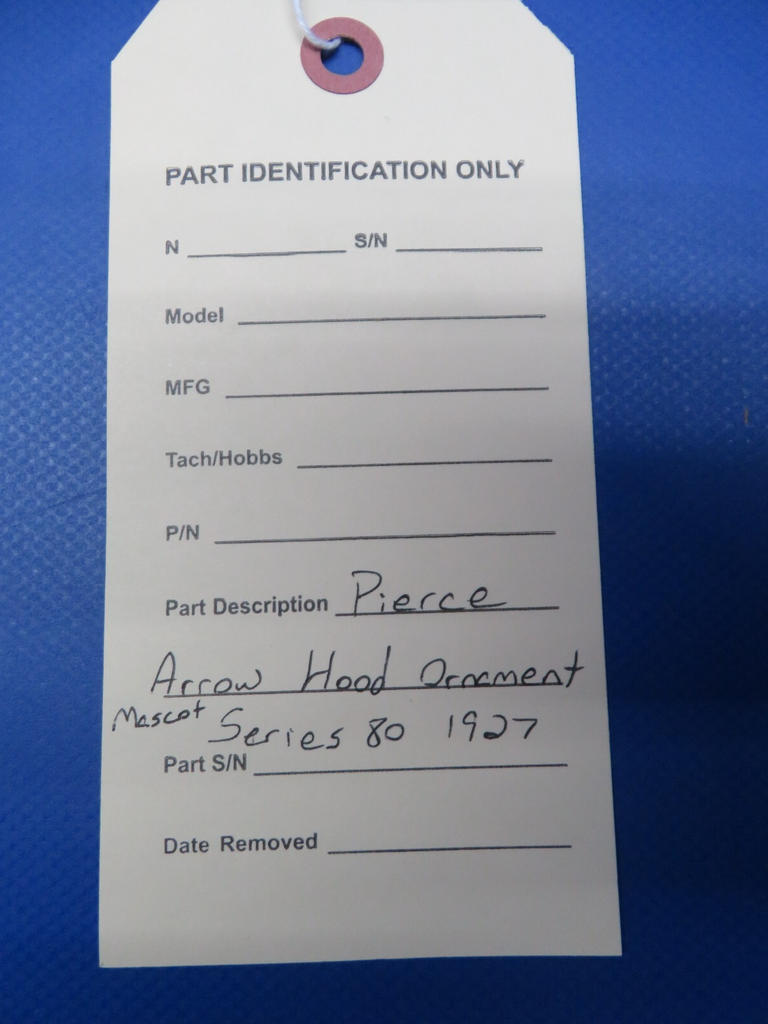 PART IDENTIFICATION ONLY
N S/N
Model
MFG
Tach/Hobbs
P/N
Part Description Pierce
Arrow Hood Ornament
Mascot Series 80 1927
Part S/N
Date Removed